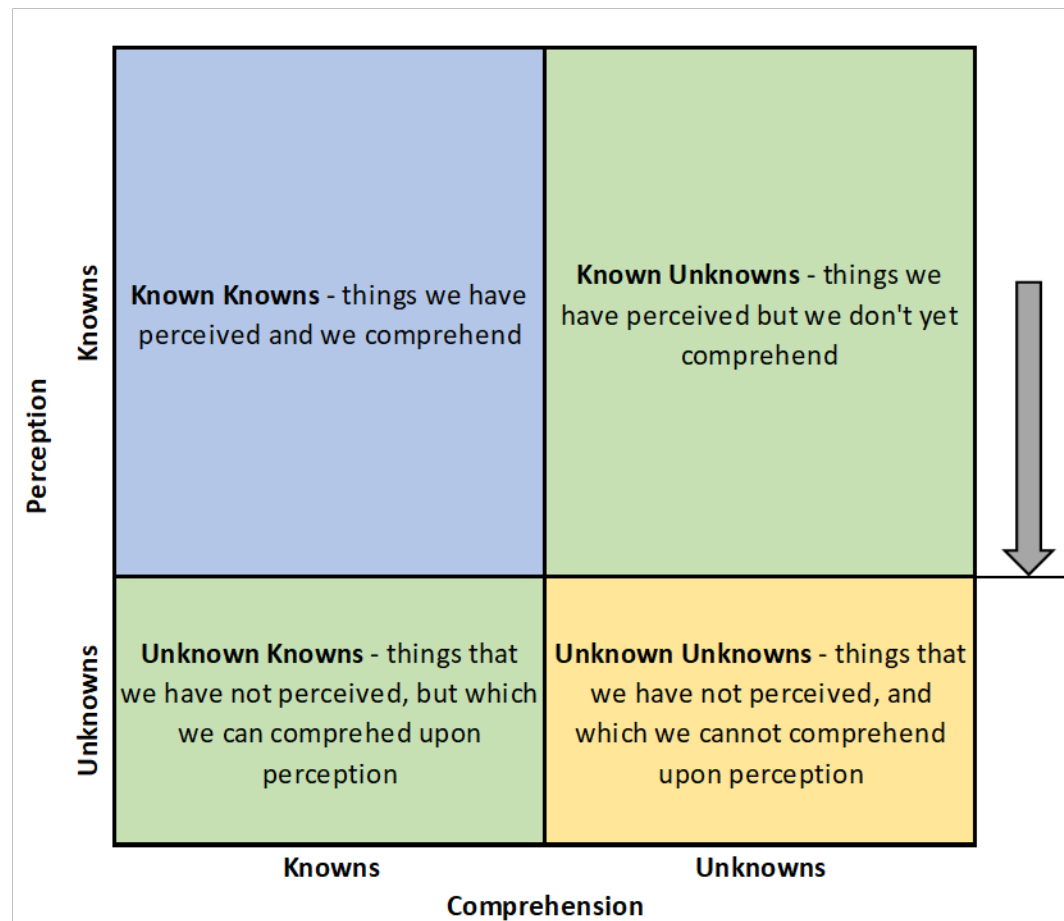 Perception
Knowns
Known Knowns - things we have
perceived and we comprehend
Known Unknowns - things we
have perceived but we don't yet
comprehend
Unknowns
Unknown Knowns - things that
we have not perceived, but which
we can comprehed upon
perception
Unknown Unknowns - things that
we have not perceived, and
which we cannot comprehend
upon perception
Knowns
Unknowns
Comprehension